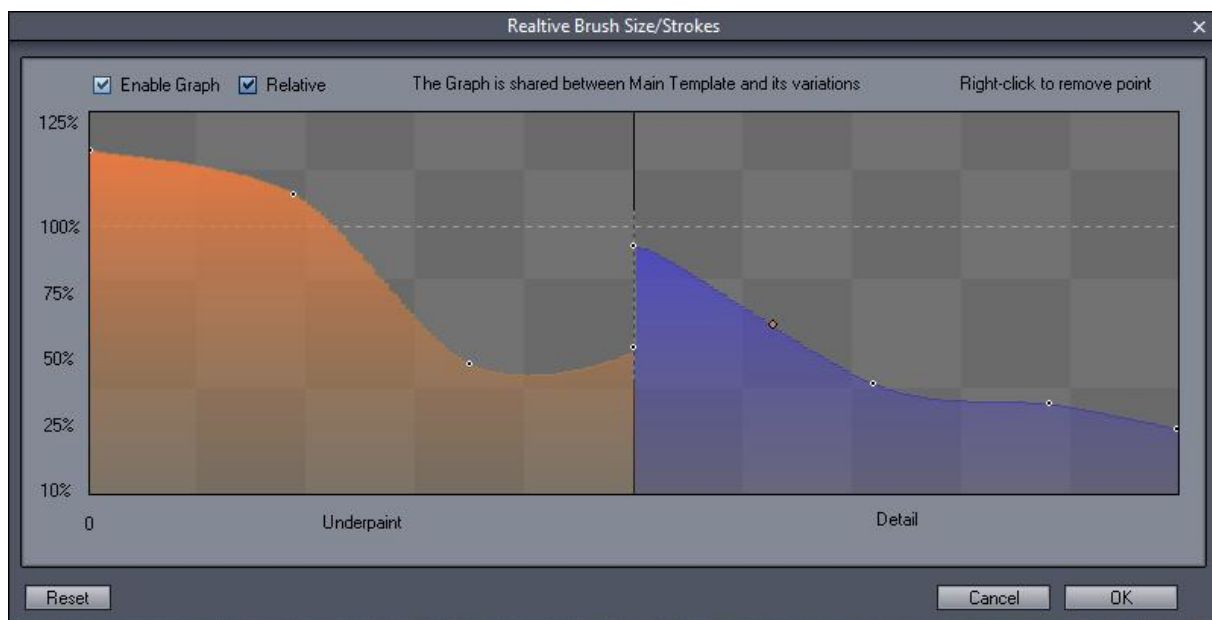 Realtive Brush Size/Strokes
Enable Graph Relative The Graph is shared between Main Template and its variations Right-click to remove point
125%
100%
75%
50%
25%
10%
0 Underpaint Detail
Reset Cancel OK